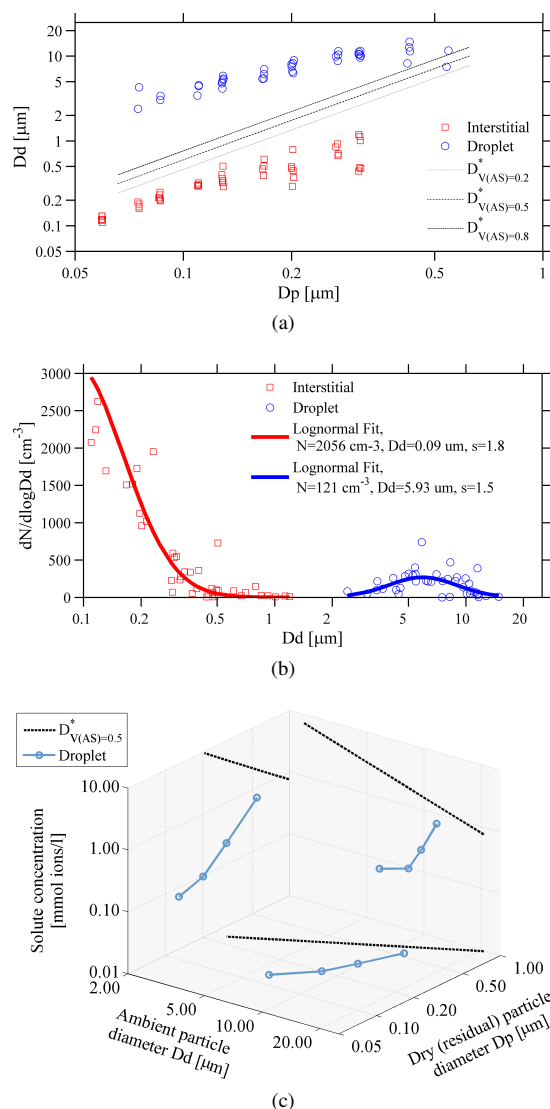 20
10
5
2
1
0.5
0.2
0.1
0.05
Dd [μm]
Interstitial
Droplet
D*V(AS)=0.2
D*V(AS)=0.5
D*V(AS)=0.8
0.05 0.1 0.2 0.5 1
Dp [μm]
(a)
3000
2500
2000
1500
1000
500
0
dN/dlogDd [cm-3]
Interstitial
Droplet
Lognormal Fit,
N=2056 cm-3, Dd=0.09 um, s=1.8
Lognormal Fit,
N=121 cm-3, Dd=5.93 um, s=1.5
0.1 0.2 0.5 1 2 5 10 20
Dd [μm]
(b)
D*V(AS)=0.5
Droplet
10.00
1.00
0.10
0.01
Solute concentration
[mmol ions/l]
2.00
5.00
10.00
20.00
Ambient particle
diameter Dd [μm]
0.05
0.10
0.20
0.50
1.00
Dry (residual) particle
diameter Dp [μm]
(c)